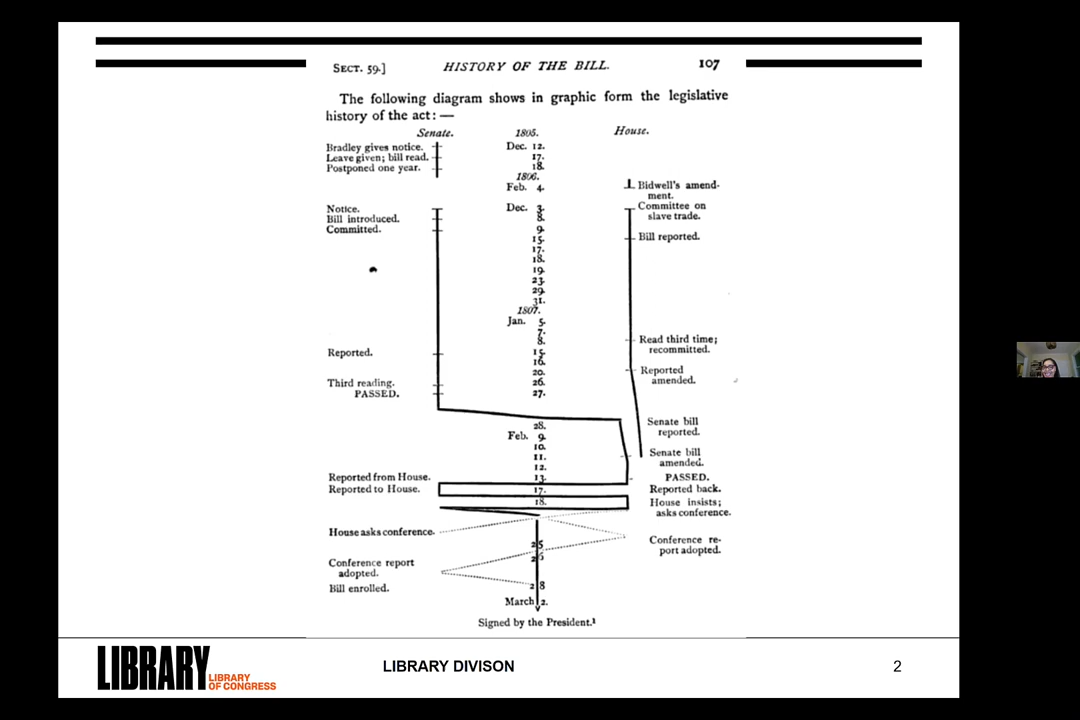 SECT. 59.] HISTORY OF THE BILL. 107
The following diagram shows in graphic form the legislative
history of the act: —
Senate. 1805. House.
Bradley gives notice. Dec. 12.
Leave given; bill read. 17.
Postponed one year. 18.
1806.
Feb. 4. Bidwell's amend-
ment.
Notice. Dec. 3. Committee on
Bill introduced. 8. slave trade.
Committed. 9.
15. Bill reported.
17.
18.
19.
23.
29.
31.
1807.
Jan. 5.
7.
8. Read third time;
recommitted.
Reported. 15.
16.
20. Reported
Third reading. 26. amended.
PASSED. 27.
28. Senate bill
Feb. 9. reported.
10.
11. Senate bill
12. amended.
Reported from House. 13. PASSED.
Reported to House. 17. Reported back.
18. House insists;
asks conference.
House asks conference.
25 Conference re-
26 port adopted.
Conference report
adopted.
Bill enrolled. 28
March 2.
Signed by the President.¹
LIBRARY
LIBRARY
OF CONGRESS
LIBRARY DIVISON
2